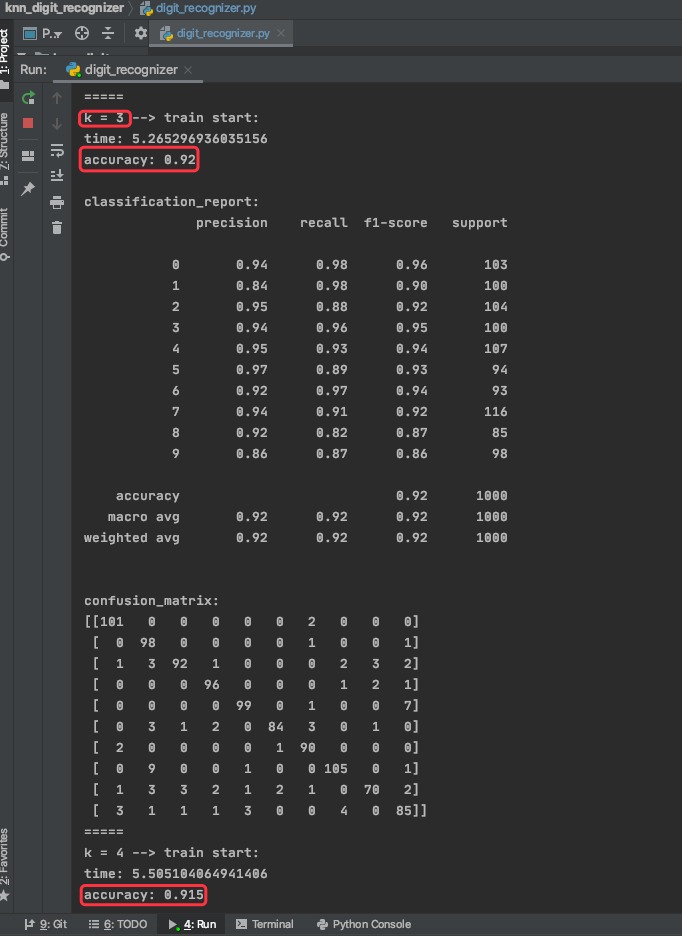 knn_digit_recognizer digit_recognizer.py
P.. digit_recognizer.py
1: Project
Run: digit_recognizer
=====
k = 3 --> train start:
time: 5.265296936035156
accuracy: 0.92
classification_report:
precision recall f1-score support
0 0.94 0.98 0.96 103
1 0.84 0.98 0.90 100
2 0.95 0.88 0.92 104
3 0.94 0.96 0.95 100
4 0.95 0.93 0.94 107
5 0.97 0.89 0.93 94
6 0.92 0.97 0.94 93
7 0.94 0.91 0.92 116
8 0.92 0.82 0.87 85
9 0.86 0.87 0.86 98
accuracy 0.92 1000
macro avg 0.92 0.92 0.92 1000
weighted avg 0.92 0.92 0.92 1000
confusion_matrix:
[[101 0 0 0 0 0 2 0 0 0]
[ 0 98 0 0 0 0 1 0 0 1]
[ 1 3 92 1 0 0 0 2 3 2]
[ 0 0 0 96 0 0 0 1 2 1]
[ 0 0 0 0 99 0 1 0 0 7]
[ 0 3 1 2 0 84 3 0 1 0]
[ 2 0 0 0 0 1 90 0 0 0]
[ 0 9 0 0 1 0 0 105 0 1]
[ 1 3 3 2 1 2 1 0 70 2]
[ 3 1 1 1 3 0 0 4 0 85]]
=====
k = 4 --> train start:
time: 5.505104064941406
accuracy: 0.915
7: Structure
Commit
2: Favorites
9: Git 6: TODO 4: Run Terminal Python Console